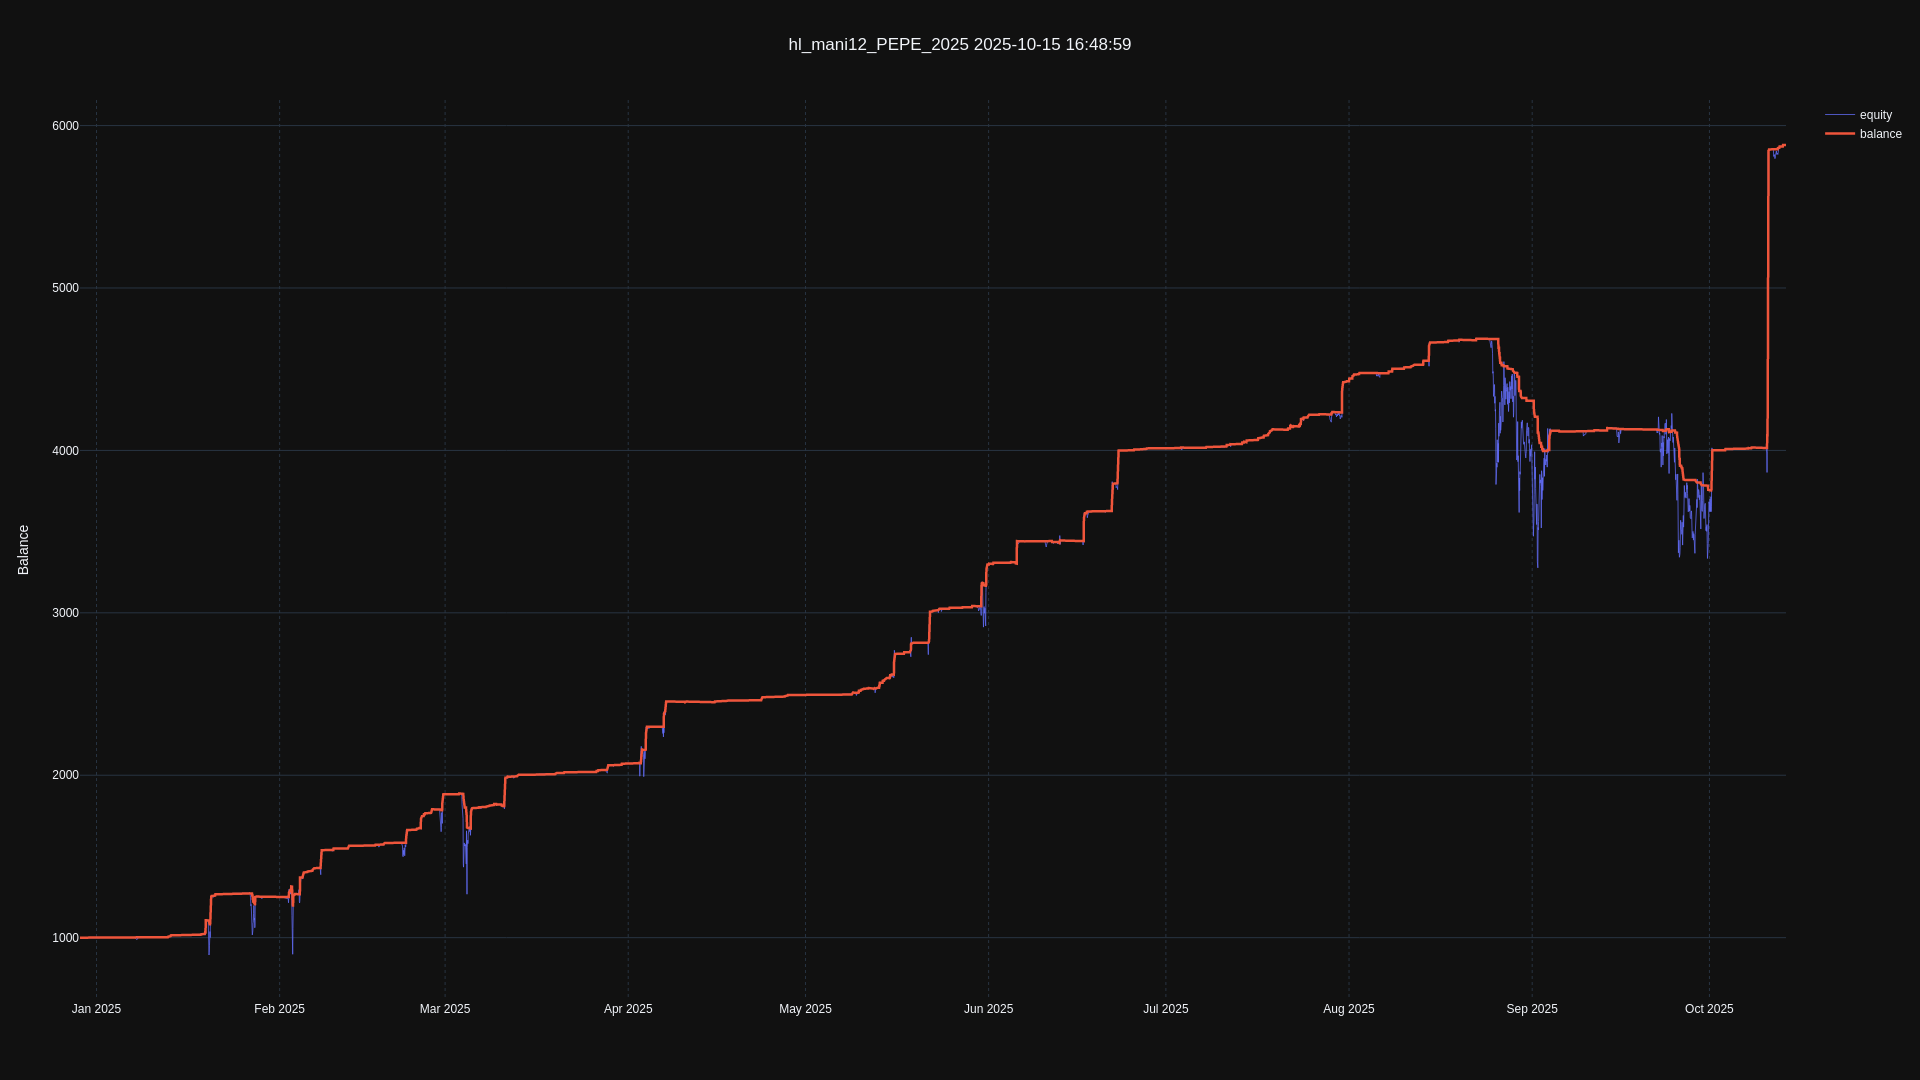 hl_mani12_PEPE_2025 2025-10-15 16:48:59
equity
balance
Balance
6000
5000
4000
3000
2000
1000
Jan 2025
Feb 2025
Mar 2025
Apr 2025
May 2025
Jun 2025
Jul 2025
Aug 2025
Sep 2025
Oct 2025